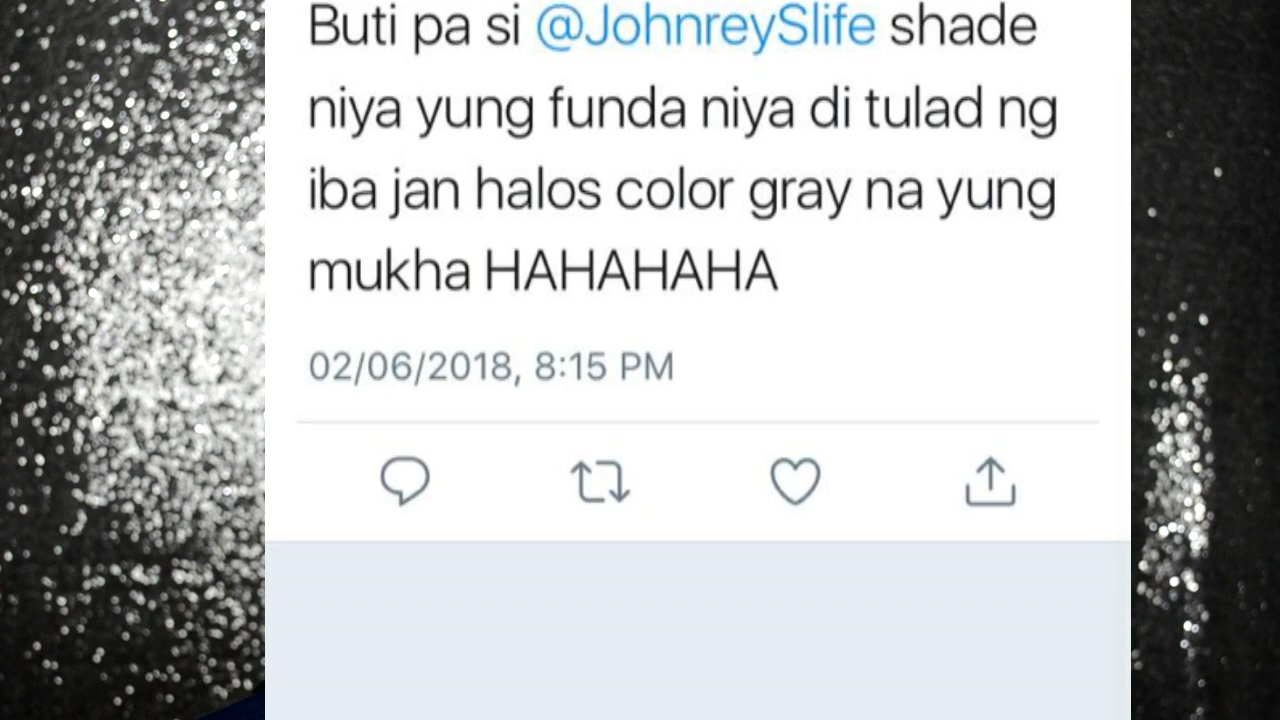 Buti pa si @JohnreySlife shade
niya yung funda niya di tulad ng
iba jan halos color gray na yung
mukha HAHAHAHA
02/06/2018, 8:15 PM